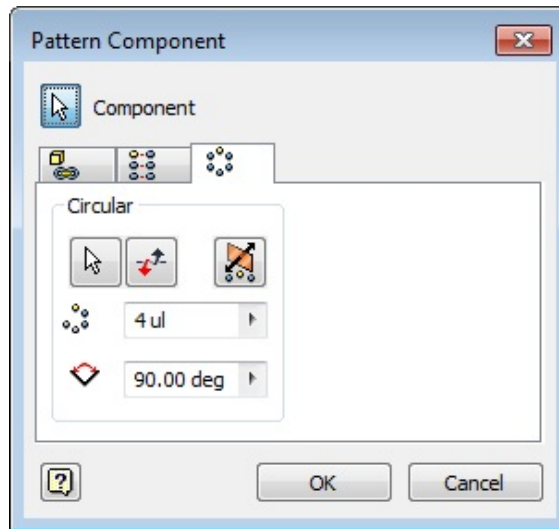 Pattern Component
Component
Circular
4 ul
90.00 deg
OK
Cancel